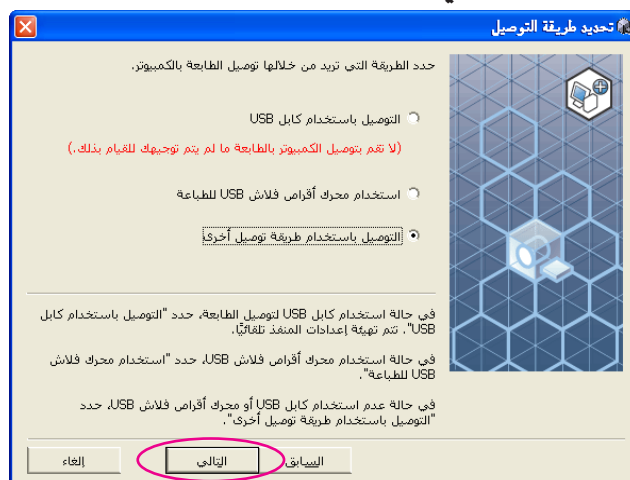 تحديد طريقة التوصيل
حدد الطريقة التي تريد من خلالها توصيل الطابعة بالكمبيوتر.
التوصيل باستخدام كابل USB
(لا تقم بتوصيل الكمبيوتر بالطابعة ما لم يتم توجيهك للقيام بذلك.)
استخدام محرك أقراص فلاش USB للطباعة
التوصيل باستخدام طريقة توصيل أخرى
في حالة استخدام كابل USB لتوصيل الطابعة، حدد "التوصيل باستخدام كابل
USB". تتم تهيئة إعدادات المنفذ تلقائيًا.
في حالة استخدام محرك أقراص فلاش USB، حدد "استخدام محرك فلاش
USB للطباعة".
في حالة عدم استخدام كابل USB أو محرك أقراص فلاش USB، حدد
"التوصيل باستخدام طريقة توصيل أخرى".
السابق
التالي
إلغاء